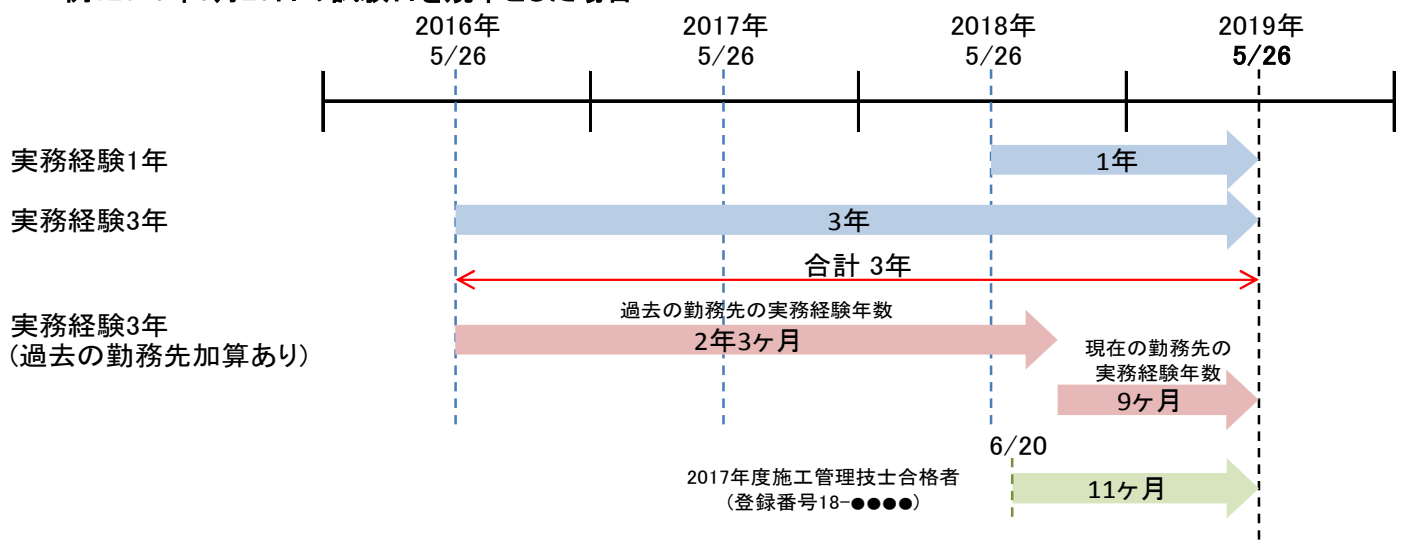 2016年
5/26
2017年
5/26
2018年
5/26
2019年
5/26
実務経験1年
1年
実務経験3年
3年
合計 3年
実務経験3年
(過去の勤務先加算あり)
過去の勤務先の実務経験年数
2年3ヶ月
現在の勤務先の
実務経験年数
9ヶ月
6/20
2017年度施工管理技士合格者
(登録番号18-●●●●)
11ヶ月